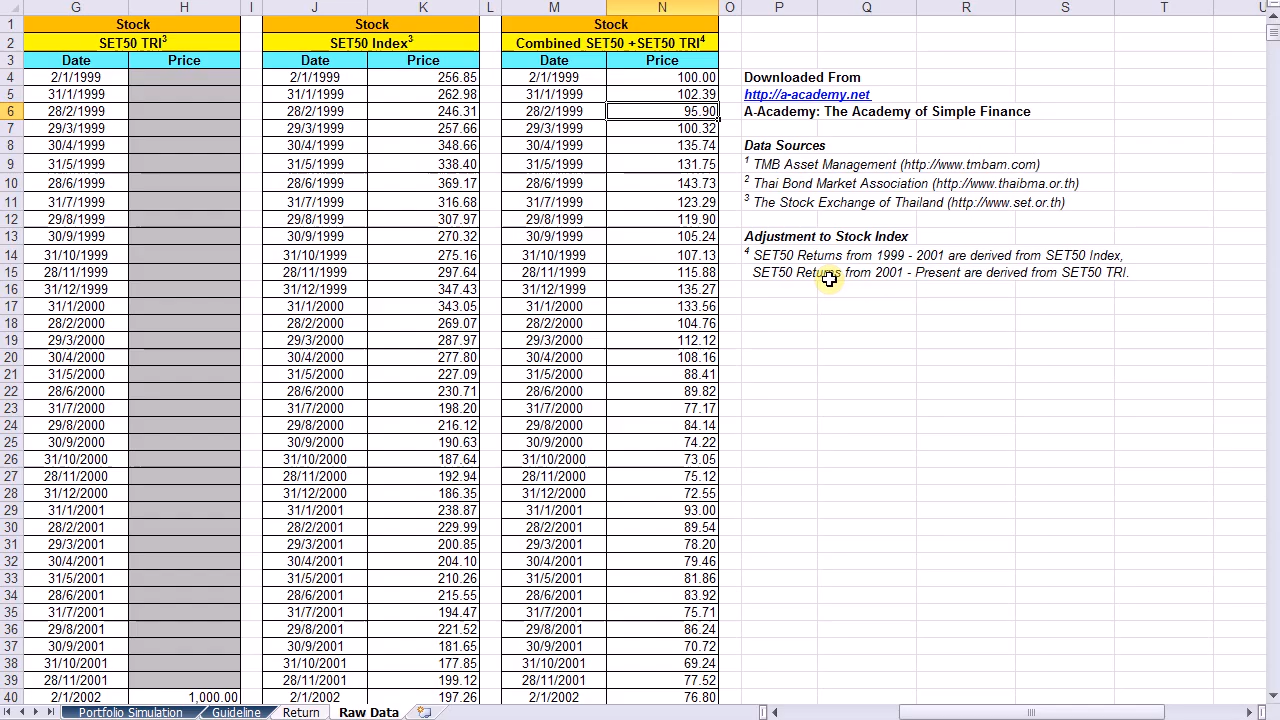 G H I J K L M N O P Q R S T U
1 Stock Stock Stock
2 SET50 TRI3 SET50 Index3 Combined SET50 +SET50 TRI4
3 Date Price Date Price Date Price
4 2/1/1999 2/1/1999 256.85 2/1/1999 100.00 Downloaded From
5 31/1/1999 31/1/1999 262.98 31/1/1999 102.39 http://a-academy.net
6 28/2/1999 28/2/1999 246.31 28/2/1999 95.90 A-Academy: The Academy of Simple Finance
7 29/3/1999 29/3/1999 257.66 29/3/1999 100.32
8 30/4/1999 30/4/1999 348.66 30/4/1999 135.74 Data Sources
9 31/5/1999 31/5/1999 338.40 31/5/1999 131.75 1 TMB Asset Management (http://www.tmbam.com)
10 28/6/1999 28/6/1999 369.17 28/6/1999 143.73 2 Thai Bond Market Association (http://www.thaibma.or.th)
11 31/7/1999 31/7/1999 316.68 31/7/1999 123.29 3 The Stock Exchange of Thailand (http://www.set.or.th)
12 29/8/1999 29/8/1999 307.97 29/8/1999 119.90
13 30/9/1999 30/9/1999 270.32 30/9/1999 105.24 Adjustment to Stock Index
14 31/10/1999 31/10/1999 275.16 31/10/1999 107.13 4 SET50 Returns from 1999 - 2001 are derived from SET50 Index,
15 28/11/1999 28/11/1999 297.64 28/11/1999 115.88 SET50 Returns from 2001 - Present are derived from SET50 TRI.
16 31/12/1999 31/12/1999 347.43 31/12/1999 135.27
17 31/1/2000 31/1/2000 343.05 31/1/2000 133.56
18 28/2/2000 28/2/2000 269.07 28/2/2000 104.76
19 29/3/2000 29/3/2000 287.97 29/3/2000 112.12
20 30/4/2000 30/4/2000 277.80 30/4/2000 108.16
21 31/5/2000 31/5/2000 227.09 31/5/2000 88.41
22 28/6/2000 28/6/2000 230.71 28/6/2000 89.82
23 31/7/2000 31/7/2000 198.20 31/7/2000 77.17
24 29/8/2000 29/8/2000 216.12 29/8/2000 84.14
25 30/9/2000 30/9/2000 190.63 30/9/2000 74.22
26 31/10/2000 31/10/2000 187.64 31/10/2000 73.05
27 28/11/2000 28/11/2000 192.94 28/11/2000 75.12
28 31/12/2000 31/12/2000 186.35 31/12/2000 72.55
29 31/1/2001 31/1/2001 238.87 31/1/2001 93.00
30 28/2/2001 28/2/2001 229.99 28/2/2001 89.54
31 29/3/2001 29/3/2001 200.85 29/3/2001 78.20
32 30/4/2001 30/4/2001 204.10 30/4/2001 79.46
33 31/5/2001 31/5/2001 210.26 31/5/2001 81.86
34 28/6/2001 28/6/2001 215.55 28/6/2001 83.92
35 31/7/2001 31/7/2001 194.47 31/7/2001 75.71
36 29/8/2001 29/8/2001 221.52 29/8/2001 86.24
37 30/9/2001 30/9/2001 181.65 30/9/2001 70.72
38 31/10/2001 31/10/2001 177.85 31/10/2001 69.24
39 28/11/2001 28/11/2001 199.12 28/11/2001 77.52
40 2/1/2002 1,000.00 2/1/2002 197.26 2/1/2002 76.80
Portfolio Simulation Guideline Return Raw Data